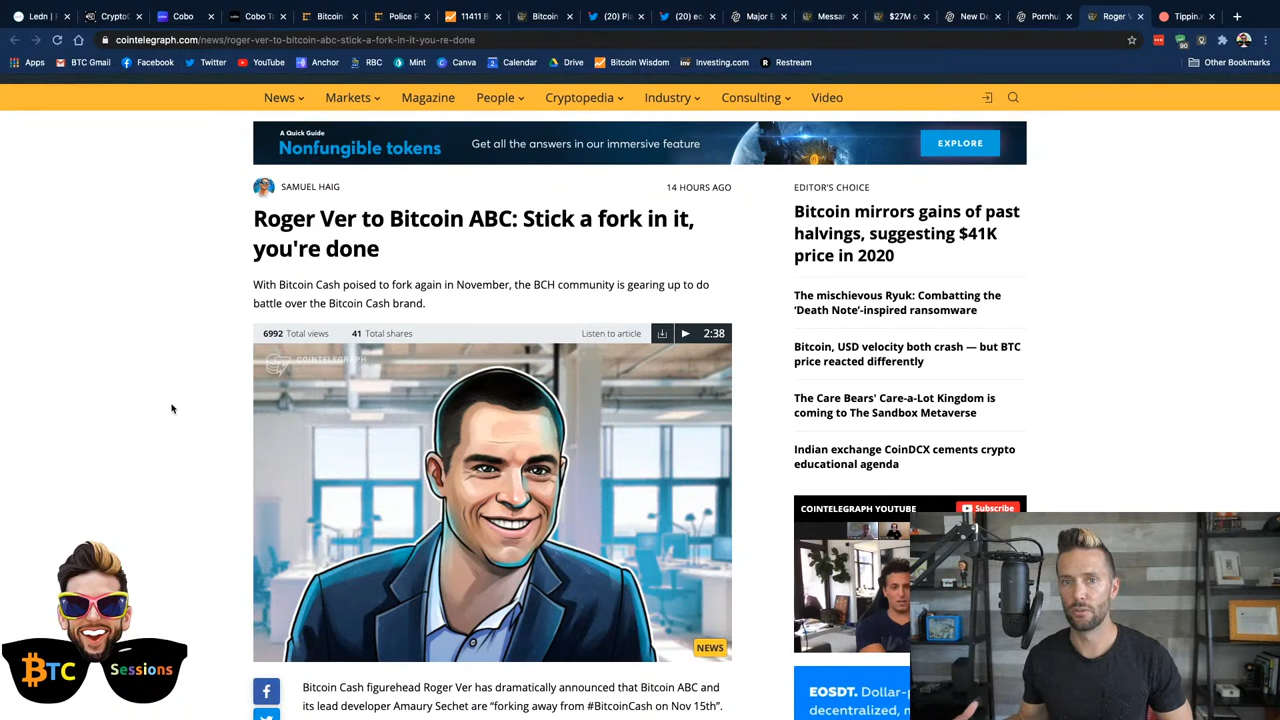 Ledn |
CryptoC
Cobo
Cobo Ta
Bitcoin
Police R
11411 B
Bitcoin
(20) Pla
(20) ec
Major E
Messar
$27M c
New De
Pornhu
Roger V
Tippin.m
cointelegraph.com/news/roger-ver-to-bitcoin-abc-stick-a-fork-in-it-you-re-done
90
Apps
BTC Gmail
Facebook
Twitter
YouTube
Anchor
RBC
Mint
Canva
Calendar
Drive
Bitcoin Wisdom
inv Investing.com
Restream
Other Bookmarks
News
Markets
Magazine
People
Cryptopedia
Industry
Consulting
Video
A Quick Guide
Nonfungible tokens
Get all the answers in our immersive feature
EXPLORE
SAMUEL HAIG
14 HOURS AGO
Roger Ver to Bitcoin ABC: Stick a fork in it,
you're done
With Bitcoin Cash poised to fork again in November, the BCH community is gearing up to do
battle over the Bitcoin Cash brand.
6992 Total views
41 Total shares
Listen to article
2:38
COINTELEGRAPH
NEWS
Bitcoin Cash figurehead Roger Ver has dramatically announced that Bitcoin ABC and
its lead developer Amaury Sechet are “forking away from #BitcoinCash on Nov 15th”.
EDITOR'S CHOICE
Bitcoin mirrors gains of past
halvings, suggesting $41K
price in 2020
The mischievous Ryuk: Combatting the
‘Death Note’-inspired ransomware
Bitcoin, USD velocity both crash — but BTC
price reacted differently
The Care Bears' Care-a-Lot Kingdom is
coming to The Sandbox Metaverse
Indian exchange CoinDCX cements crypto
educational agenda
COINTELEGRAPH YOUTUBE
Subscribe
EOSDT. Dollar-p
decentralized, m
BTC
Sessions